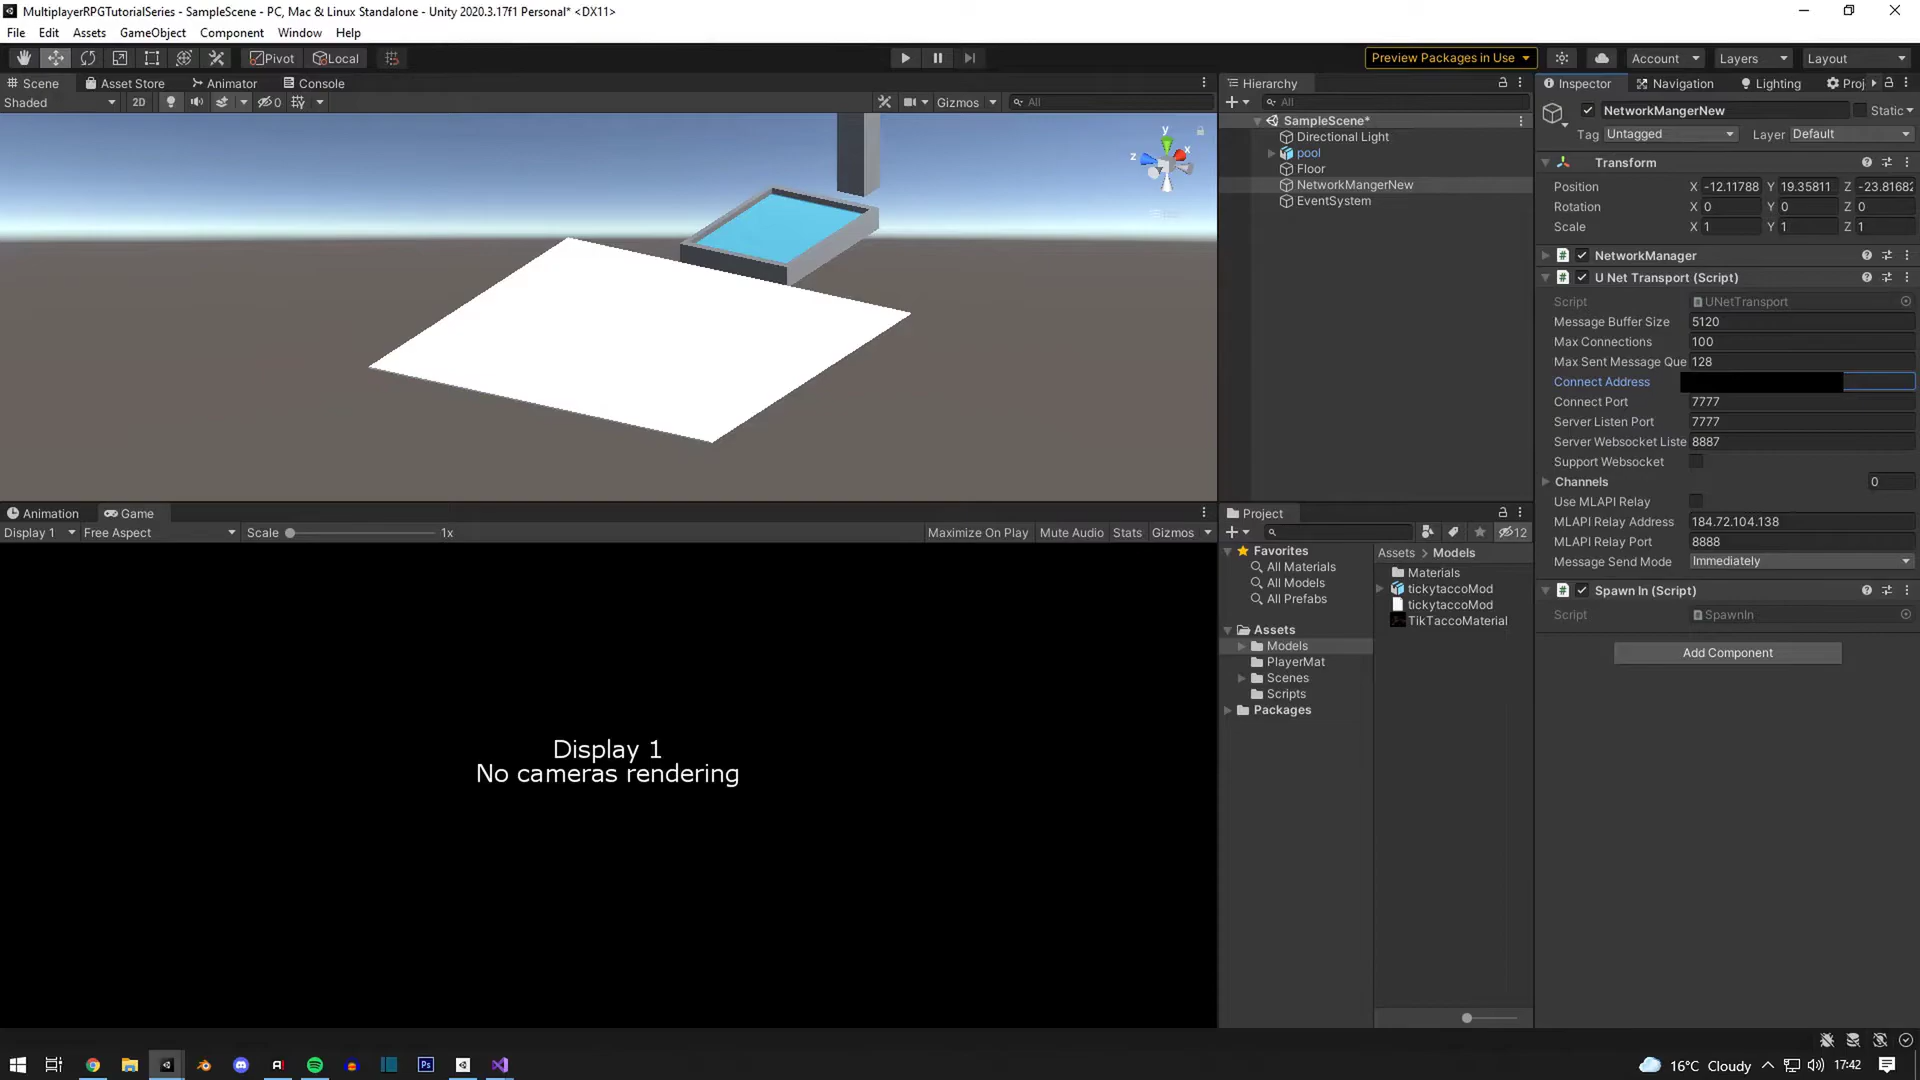 MultiplayerRPGTutorialSeries - SampleScene - PC, Mac & Linux Standalone - Unity 2020.3.17f1 Personal* <DX11>
File Edit Assets GameObject Component Window Help
Pivot Local Preview Packages in Use Account Layers Layout
Scene Asset Store Animator Console
Shaded 2D 0 Gizmos All
y
x
z
Hierarchy
All
SampleScene*
Directional Light
pool
Floor
NetworkMangerNew
EventSystem
Inspector Navigation Lighting Proj
NetworkMangerNew Static
Tag Untagged Layer Default
Transform
Position X -12.11788 Y 19.35811 Z -23.81682
Rotation X 0 Y 0 Z 0
Scale X 1 Y 1 Z 1
NetworkManager
U Net Transport (Script)
Script UNetTransport
Message Buffer Size 5120
Max Connections 100
Max Sent Message Que 128
Connect Address
Connect Port 7777
Server Listen Port 7777
Server Websocket Liste 8887
Support Websocket
Channels 0
Use MLAPI Relay
MLAPI Relay Address 184.72.104.138
MLAPI Relay Port 8888
Message Send Mode Immediately
Spawn In (Script)
Script SpawnIn
Add Component
Animation Game
Display 1 Free Aspect Scale 1x Maximize On Play Mute Audio Stats Gizmos
Display 1
No cameras rendering
Project
12
Favorites
All Materials
All Models
All Prefabs
Assets
Models
PlayerMat
Scenes
Scripts
Packages
Assets > Models
Materials
tickytaccoMod
tickytaccoMod
TikTaccoMaterial
16°C Cloudy 17:42